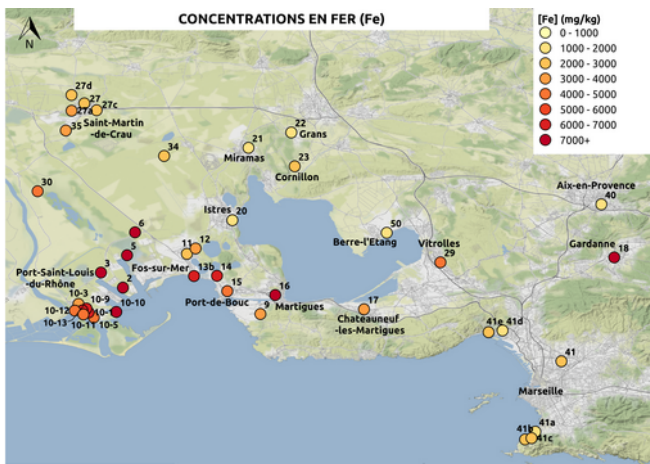 CONCENTRATIONS EN FER (Fe)
N
[Fe] (mg/kg)
0 - 1000
1000 - 2000
2000 - 3000
3000 - 4000
4000 - 5000
5000 - 6000
6000 - 7000
7000+
27d
27
27c
27a
Saint-Martin
-de-Crau
35
34
21
Miramas
22
Grans
23
Cornillon
30
Istres
20
6
5
3
2
11
12
Fos-sur-Mer
13b
14
15
Port-de-Bouc
16
Martigues
9
50
Berre-l'Etang
Vitrolles
29
Aix-en-Provence
40
Gardanne
18
Port-Saint-Louis
-du-Rhône
10-3
10-9
10-10
10-12
10-1
10-13
10-11
10-5
17
Chateauneuf
-les-Martigues
41e
41d
41
Marseille
41b
41a
41c